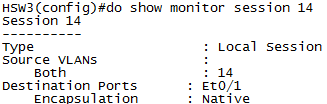 HSW3(config)#do show monitor session 14
Session 14
----------
Type                   : Local Session
Source VLANs           :
    Both               : 14
Destination Ports    : Et0/1
    Encapsulation    : Native